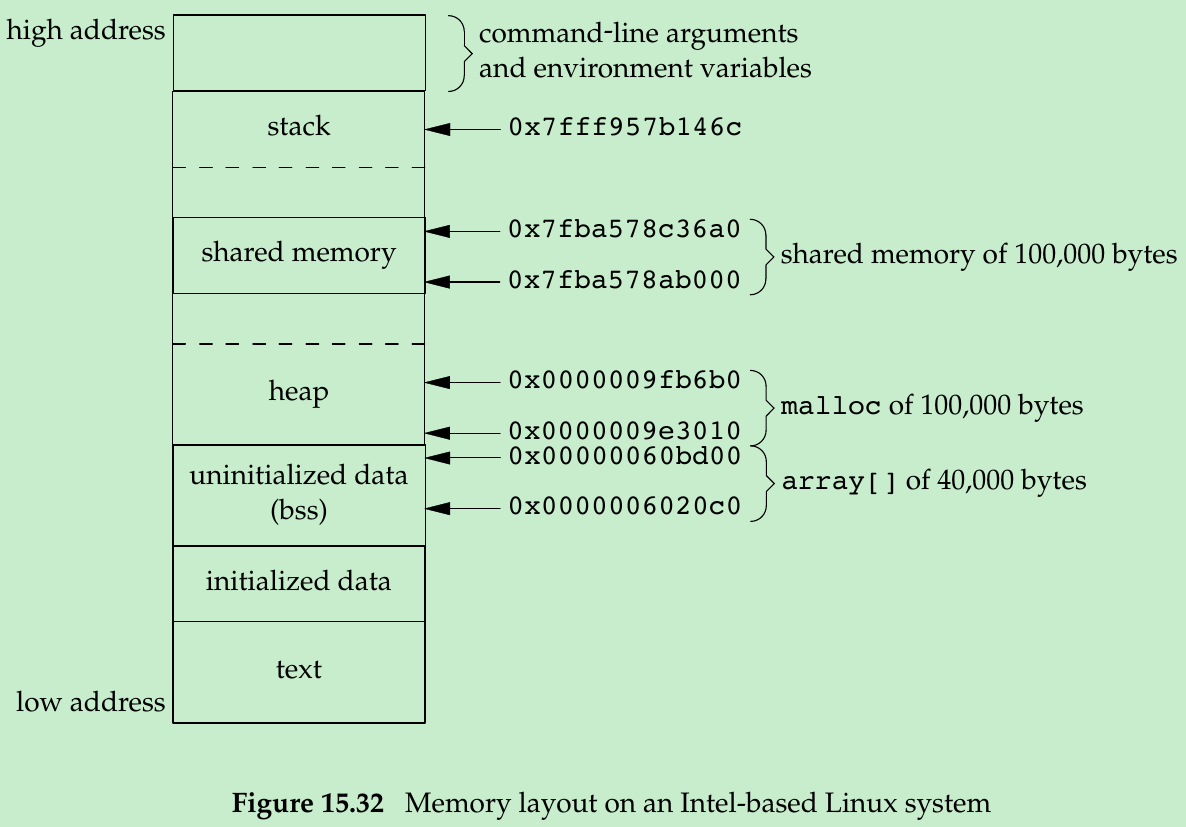 high address
command-line arguments
and environment variables
stack
0x7fff957b146c
0x7fba578c36a0
shared memory
shared memory of 100,000 bytes
0x7fba578ab000
0x0000009fb6b0
heap
malloc of 100,000 bytes
0x0000009e3010
0x00000060bd00
uninitialized data
(bss)
array[] of 40,000 bytes
0x0000006020c0
initialized data
text
low address
Figure 15.32 Memory layout on an Intel-based Linux system